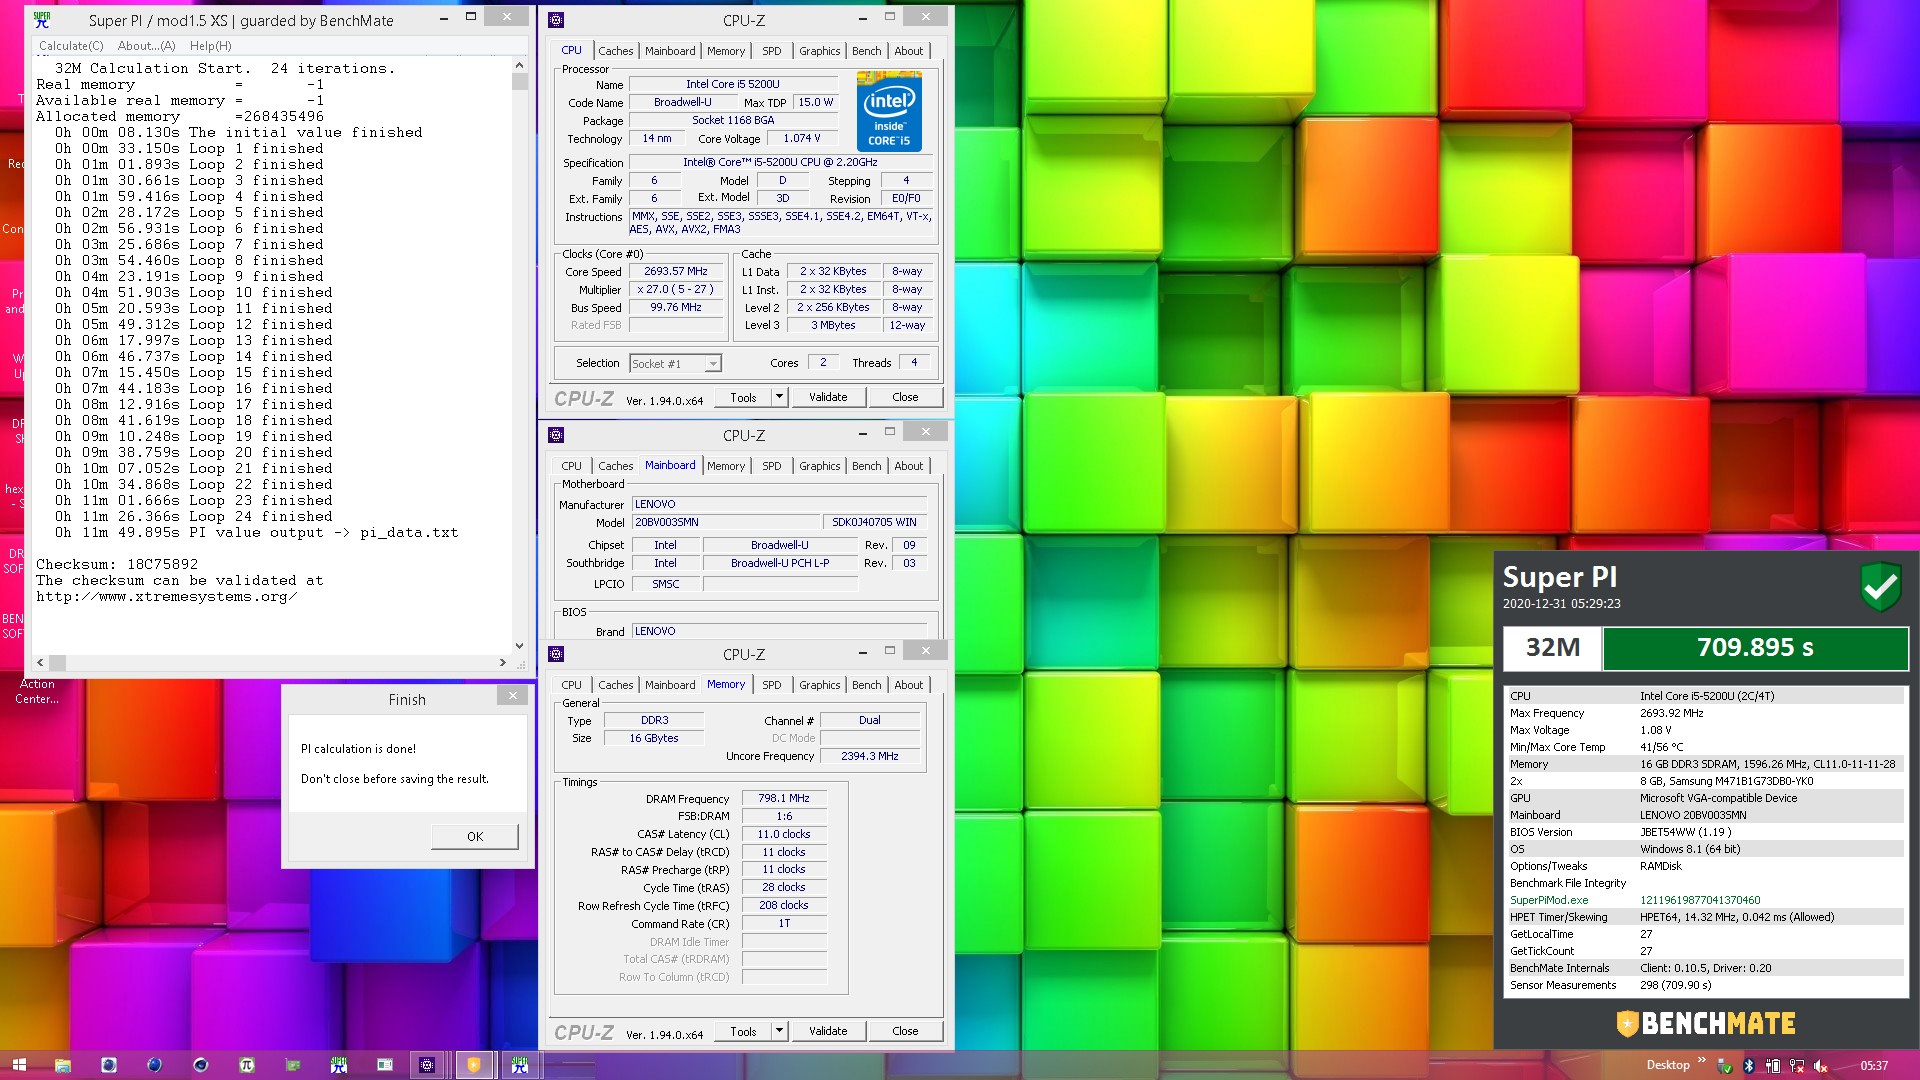 Super PI / mod1.5 XS | guarded by BenchMate
Calculate(C) About...(A) Help(H)
32M Calculation Start. 24 iterations.
Real memory = -1
Available real memory = -1
Allocated memory =268435496
0h 00m 08.130s The initial value finished
0h 00m 33.150s Loop 1 finished
0h 01m 01.893s Loop 2 finished
0h 01m 30.661s Loop 3 finished
0h 01m 59.416s Loop 4 finished
0h 02m 28.172s Loop 5 finished
0h 02m 56.931s Loop 6 finished
0h 03m 25.686s Loop 7 finished
0h 03m 54.460s Loop 8 finished
0h 04m 23.191s Loop 9 finished
0h 04m 51.903s Loop 10 finished
0h 05m 20.593s Loop 11 finished
0h 05m 49.312s Loop 12 finished
0h 06m 17.997s Loop 13 finished
0h 06m 46.737s Loop 14 finished
0h 07m 15.450s Loop 15 finished
0h 07m 44.183s Loop 16 finished
0h 08m 12.916s Loop 17 finished
0h 08m 41.619s Loop 18 finished
0h 09m 10.248s Loop 19 finished
0h 09m 38.759s Loop 20 finished
0h 10m 07.052s Loop 21 finished
0h 10m 34.868s Loop 22 finished
0h 11m 01.666s Loop 23 finished
0h 11m 26.366s Loop 24 finished
0h 11m 49.895s PI value output -> pi_data.txt
Checksum: 18C75892
The checksum can be validated at
http://www.xtremesystems.org/
Action
Center...
Finish
PI calculation is done!
Don't close before saving the result.
OK
CPU-Z
CPU Caches Mainboard Memory SPD Graphics Bench About
Processor
Name Intel Core i5 5200U
Code Name Broadwell-U Max TDP 15.0 W
Package Socket 1168 BGA
Technology 14 nm Core Voltage 1.074 V
intel inside CORE i5
Specification Intel® Core™ i5-5200U CPU @ 2.20GHz
Family 6 Model D Stepping 4
Ext. Family 6 Ext. Model 3D Revision E0/F0
Instructions MMX, SSE, SSE2, SSE3, SSSE3, SSE4.1, SSE4.2, EM64T, VT-x,
AES, AVX, AVX2, FMA3
Clocks (Core #0)
Core Speed 2693.57 MHz
Multiplier x 27.0 ( 5 - 27 )
Bus Speed 99.76 MHz
Rated FSB
Cache
L1 Data 2 x 32 KBytes 8-way
L1 Inst. 2 x 32 KBytes 8-way
Level 2 2 x 256 KBytes 8-way
Level 3 3 MBytes 12-way
Selection Socket #1 Cores 2 Threads 4
CPU-Z Ver. 1.94.0.x64 Tools Validate Close
CPU-Z
CPU Caches Mainboard Memory SPD Graphics Bench About
Motherboard
Manufacturer LENOVO
Model 20BV003SMN SDK0J40705 WIN
Chipset Intel Broadwell-U Rev. 09
Southbridge Intel Broadwell-U PCH L-P Rev. 03
LPCIO SMSC
BIOS
Brand LENOVO
CPU-Z
CPU Caches Mainboard Memory SPD Graphics Bench About
General
Type DDR3 Channel # Dual
Size 16 GBytes DC Mode
Uncore Frequency 2394.3 MHz
Timings
DRAM Frequency 798.1 MHz
FSB:DRAM 1:6
CAS# Latency (CL) 11.0 clocks
RAS# to CAS# Delay (tRCD) 11 clocks
RAS# Precharge (tRP) 11 clocks
Cycle Time (tRAS) 28 clocks
Row Refresh Cycle Time (tRFC) 208 clocks
Command Rate (CR) 1T
DRAM Idle Timer
Total CAS# (tRDRAM)
Row To Column (tRCD)
CPU-Z Ver. 1.94.0.x64 Tools Validate Close
Super PI
2020-12-31 05:29:23
32M 709.895 s
CPU Intel Core i5-5200U (2C/4T)
Max Frequency 2693.92 MHz
Max Voltage 1.08 V
Min/Max Core Temp 41/56 °C
Memory 16 GB DDR3 SDRAM, 1596.26 MHz, CL11.0-11-11-28
2x 8 GB, Samsung M471B1G73DB0-YK0
GPU Microsoft VGA-compatible Device
Mainboard LENOVO 20BV003SMN
BIOS Version JBET54WW (1.19 )
OS Windows 8.1 (64 bit)
Options/Tweaks RAMDisk
Benchmark File Integrity
SuperPiMod.exe 12119619877041370460
HPET Timer/Skewing HPET64, 14.32 MHz, 0.042 ms (Allowed)
GetLocalTime 27
GetTickCount 27
BenchMate Internals Client: 0.10.5, Driver: 0.20
Sensor Measurements 298 (709.90 s)
BENCHMATE
Desktop 05:37